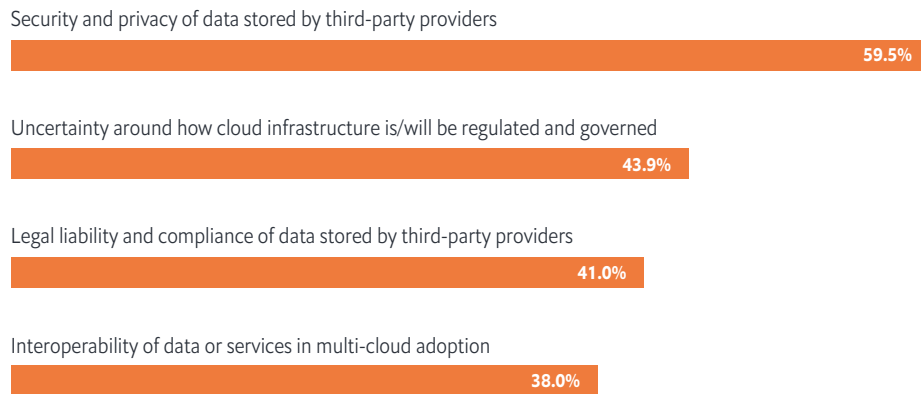 Security and privacy of data stored by third-party providers
59.5%
Uncertainty around how cloud infrastructure is/will be regulated and governed
43.9%
Legal liability and compliance of data stored by third-party providers
41.0%
Interoperability of data or services in multi-cloud adoption
38.0%